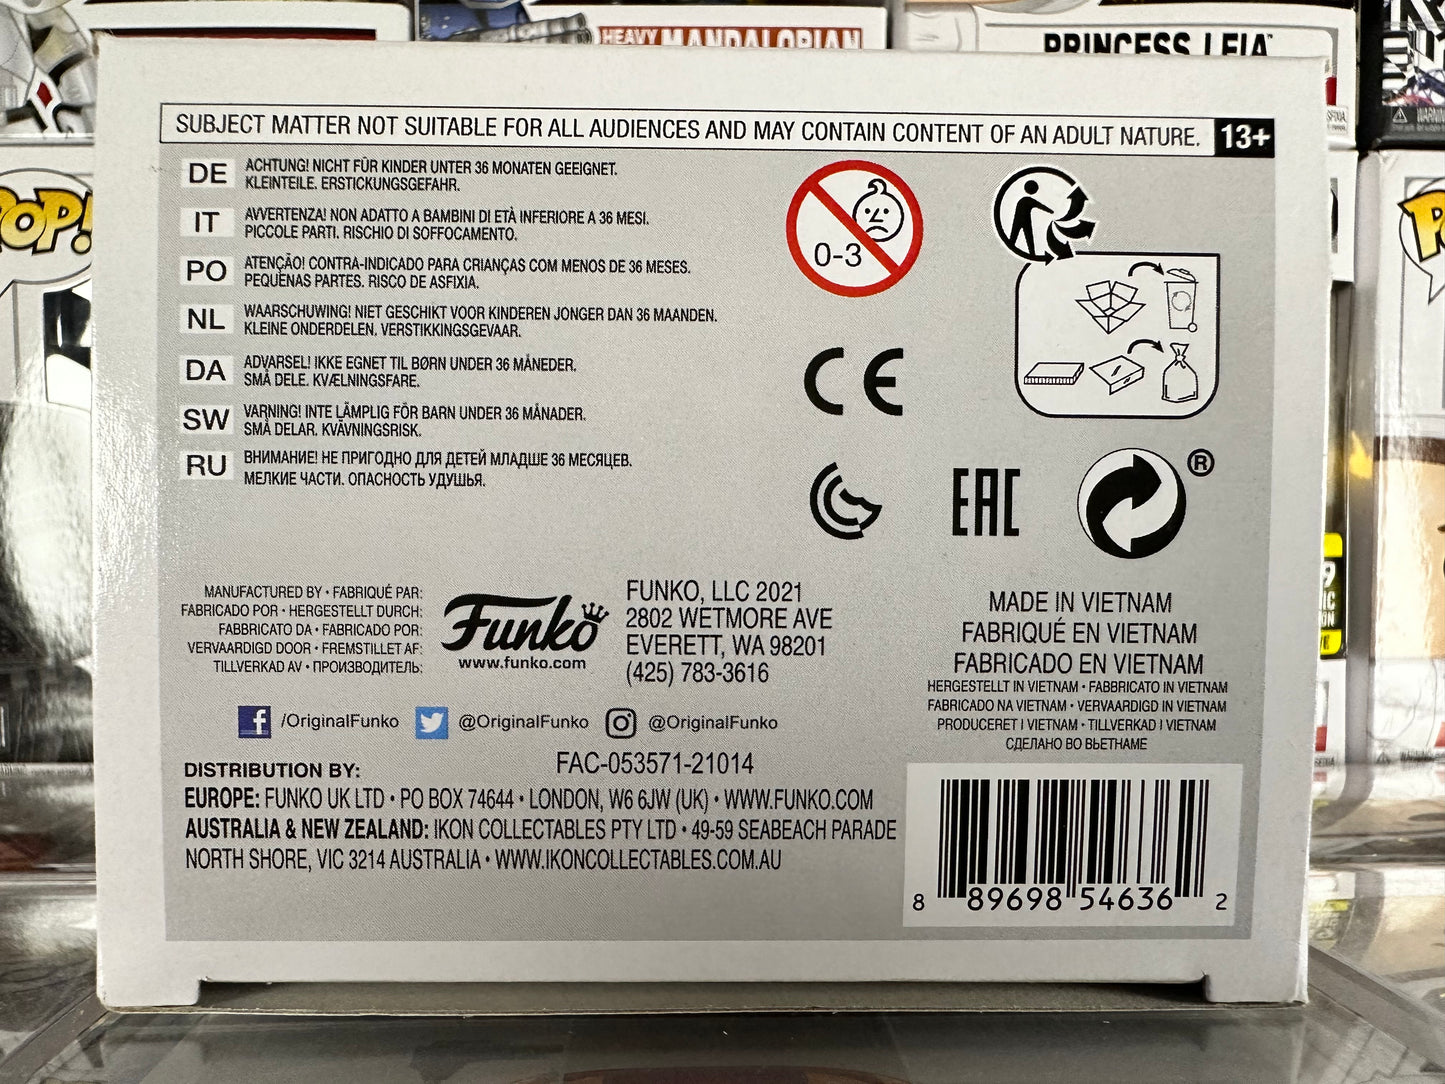 HEAVY MANDALORIAN
PRINCESS LEIA™
POP!
SUBJECT MATTER NOT SUITABLE FOR ALL AUDIENCES AND MAY CONTAIN CONTENT OF AN ADULT NATURE. 13+
DE ACHTUNG! NICHT FÜR KINDER UNTER 36 MONATEN GEEIGNET.
KLEINTEILE. ERSTICKUNGSGEFAHR.
IT AVVERTENZA! NON ADATTO A BAMBINI DI ETÀ INFERIORE A 36 MESI.
PICCOLE PARTI. RISCHIO DI SOFFOCAMENTO.
PO ATENÇÃO! CONTRA-INDICADO PARA CRIANÇAS COM MENOS DE 36 MESES.
PEQUENAS PARTES. RISCO DE ASFIXIA.
NL WAARSCHUWING! NIET GESCHIKT VOOR KINDEREN JONGER DAN 36 MAANDEN.
KLEINE ONDERDELEN. VERSTIKKINGSGEVAAR.
DA ADVARSEL! IKKE EGNET TIL BØRN UNDER 36 MÅNEDER.
SMÅ DELE. KVÆLNINGSFARE.
SW VARNING! INTE LÄMPLIG FÖR BARN UNDER 36 MÅNADER.
SMÅ DELAR. KVÄVNINGSRISK.
RU ВНИМАНИЕ! НЕ ПРИГОДНО ДЛЯ ДЕТЕЙ МЛАДШЕ 36 МЕСЯЦЕВ.
МЕЛКИЕ ЧАСТИ. ОПАСНОСТЬ УДУШЬЯ.
0-3
CE
EAC
®
MANUFACTURED BY • FABRIQUÉ PAR:
FABRICADO POR • HERGESTELLT DURCH:
FABBRICATO DA • FABRICADO POR:
VERVAARDIGD DOOR • FREMSTILLET AF:
TILLVERKAD AV • ПРОИЗВОДИТЕЛЬ:
Funko
www.funko.com
FUNKO, LLC 2021
2802 WETMORE AVE
EVERETT, WA 98201
(425) 783-3616
MADE IN VIETNAM
FABRIQUÉ EN VIETNAM
FABRICADO EN VIETNAM
HERGESTELLT IN VIETNAM • FABBRICATO IN VIETNAM
FABRICADO NA VIETNAM • VERVAARDIGD IN VIETNAM
PRODUCERET I VIETNAM • TILLVERKAD I VIETNAM
СДЕЛАНО ВО ВЬЕТНАМЕ
/OriginalFunko @OriginalFunko @OriginalFunko
FAC-053571-21014
DISTRIBUTION BY:
EUROPE: FUNKO UK LTD • PO BOX 74644 • LONDON, W6 6JW (UK) • WWW.FUNKO.COM
AUSTRALIA & NEW ZEALAND: IKON COLLECTABLES PTY LTD • 49-59 SEABEACH PARADE
NORTH SHORE, VIC 3214 AUSTRALIA • WWW.IKONCOLLECTABLES.COM.AU
8 89698 54636 2